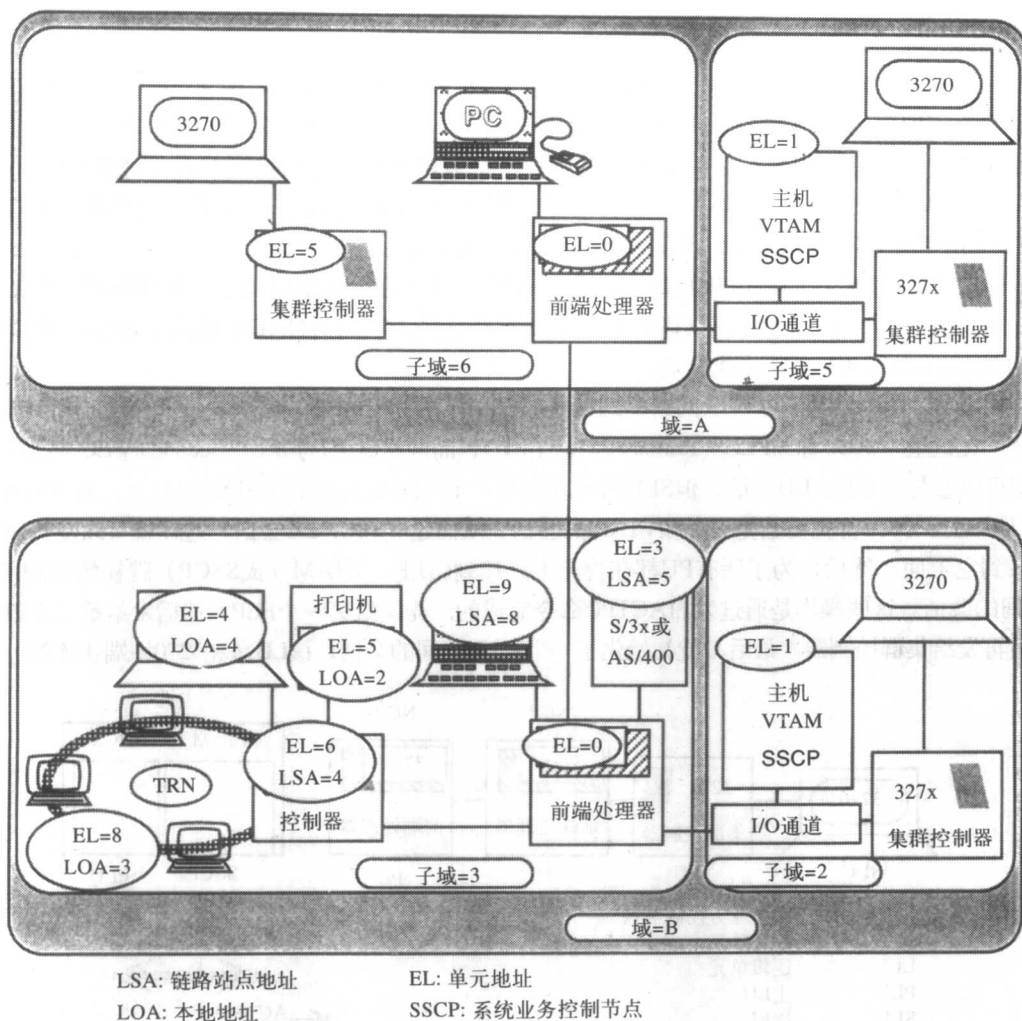 3270
PC
EL=5
集群控制器
EL=0
前端处理器
子域=6
3270
EL=1
主机
VTAM
SSCP
I/O通道
327x
集群控制器
子域=5
域=A
EL=4
LOA=4
打印机
EL=5
LOA=2
EL=9
LSA=8
EL=3
LSA=5
S/3x或
AS/400
EL=6
LSA=4
控制器
TRN
EL=8
LOA=3
EL=0
前端处理器
子域=3
3270
EL=1
主机
VTAM
SSCP
I/O通道
327x
集群控制器
子域=2
域=B
LSA: 链路站点地址
EL: 单元地址
LOA: 本地地址
SSCP: 系统业务控制节点